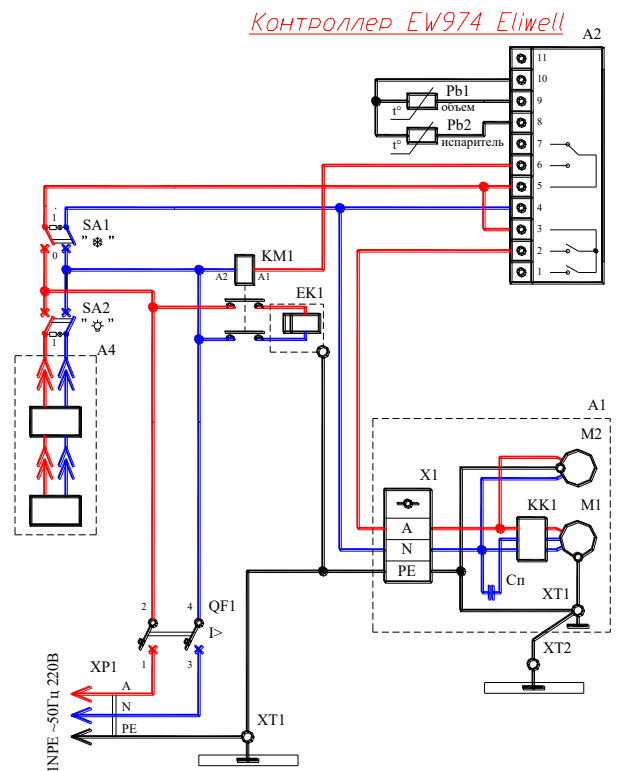 Контроллер EW974 Eliwell
A2
11
10
Pb1
9
t°
объем
8
Pb2
7
t°
испаритель
6
5
1
SA1
4
" ❄ "
3
0
KM1
2
A2
A1
1
EK1
SA2
" "
1
A4
A1
M2
X1
KK1
M1
A
N
Сп
PE
XT1
2
4
QF1
I>
XT2
XP1
1
3
A
N
XT1
PE
1NPE ~50Гц 220В